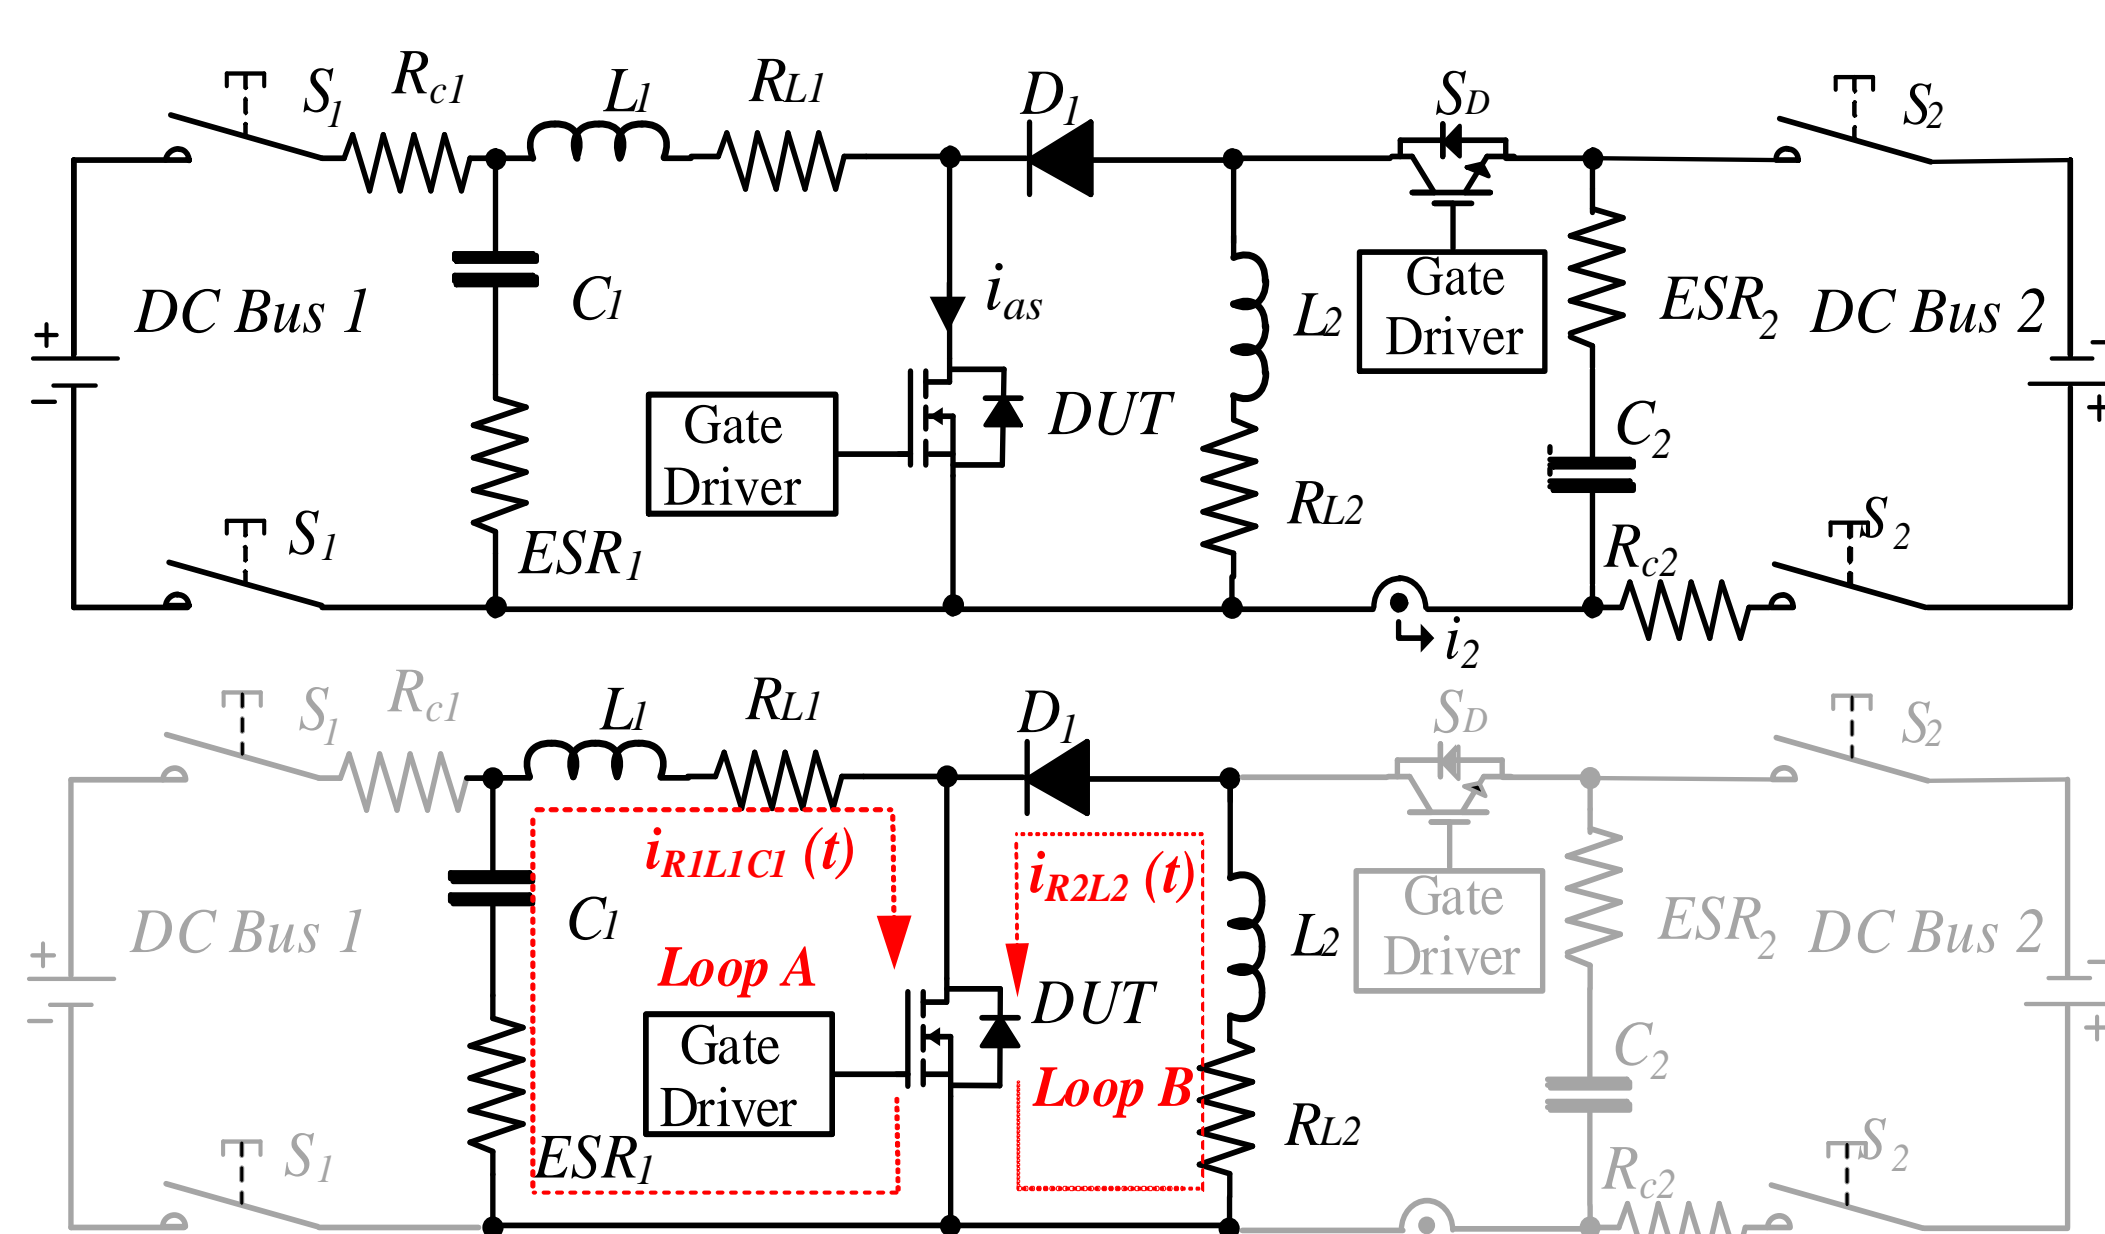 S1
Rc1
L1
RL1
D1
SD
S2
DC Bus 1
+
−
C1
ias
L2
Gate
Driver
ESR2
DC Bus 2
−
+
Gate
Driver
DUT
C2
RL2
S1
ESR1
Rc2
S2
i2
S1
Rc1
L1
RL1
D1
SD
S2
iR1L1C1 (t)
iR2L2 (t)
DC Bus 1
+
−
C1
Loop A
L2
Gate
Driver
ESR2
DC Bus 2
−
+
Gate
Driver
DUT
Loop B
C2
RL2
S1
ESR1
Rc2
S2